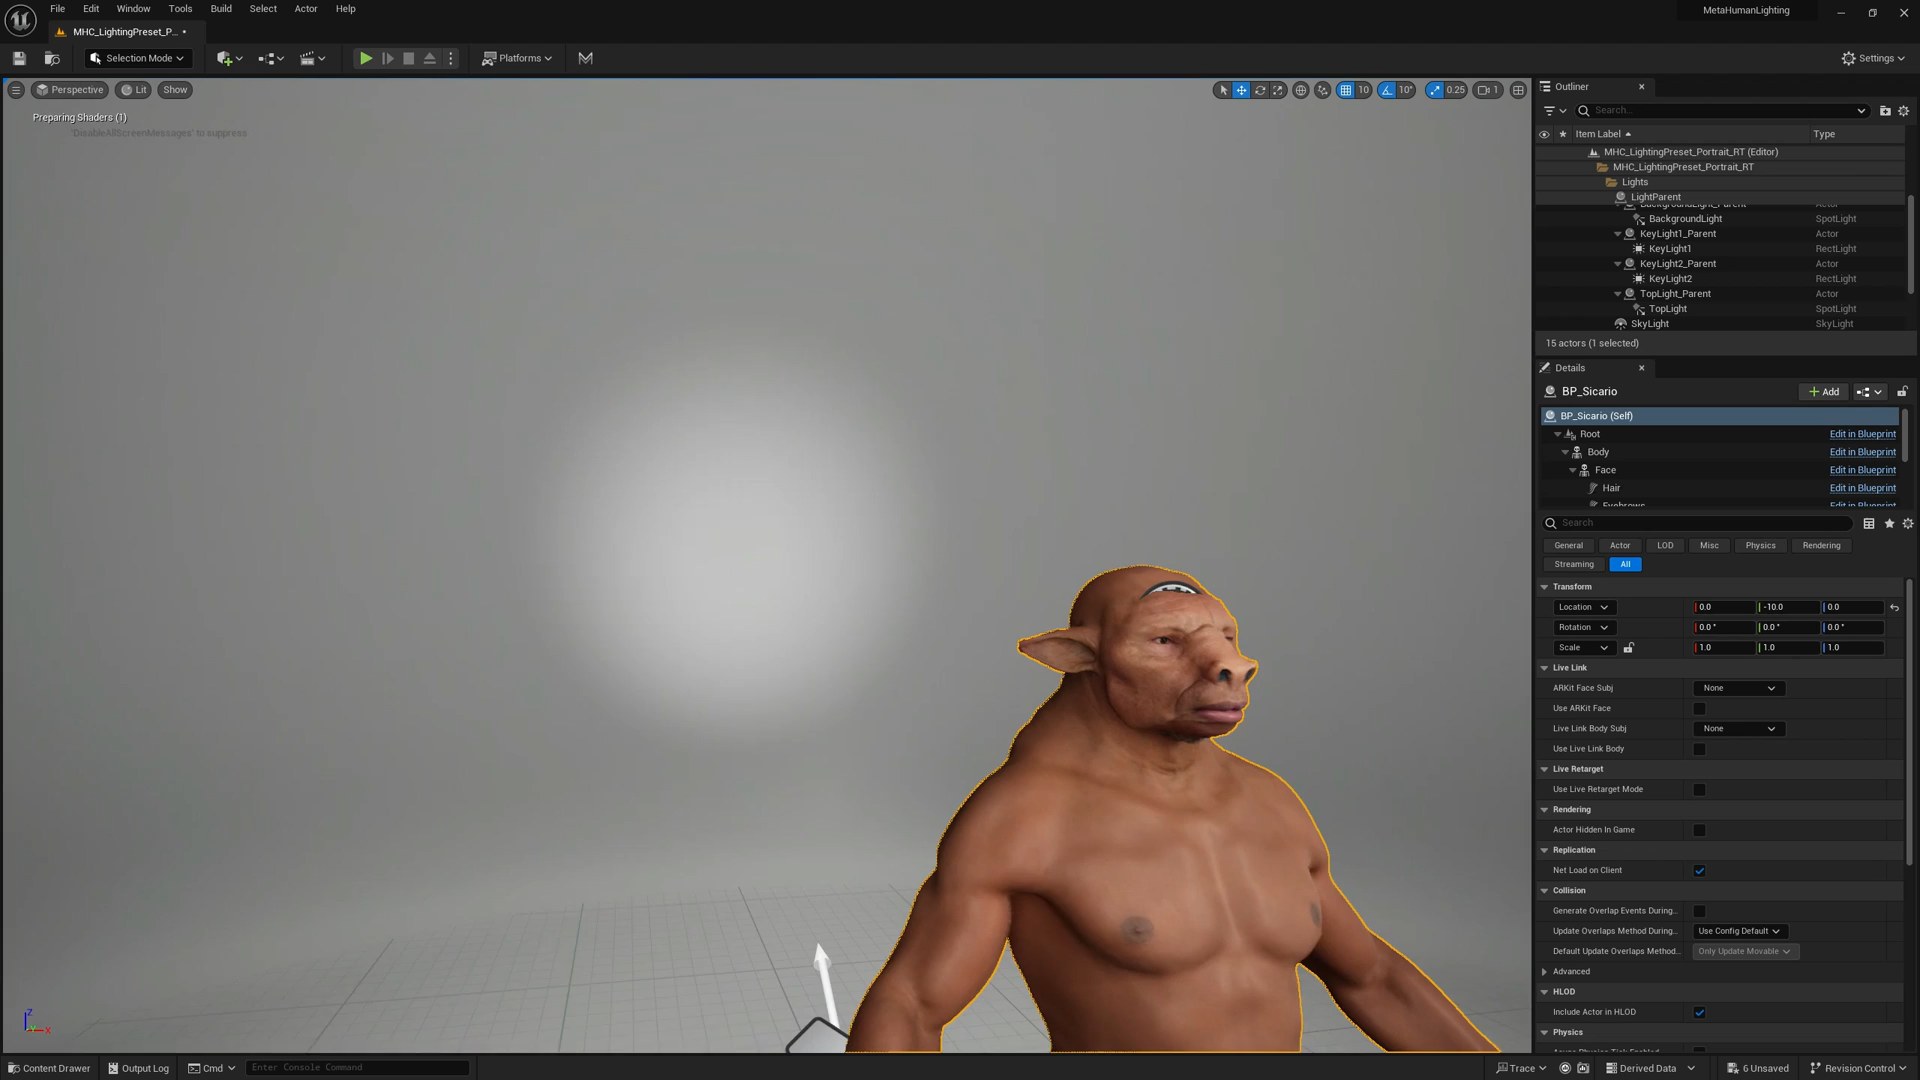 File Edit Window Tools Build Select Actor Help
MetaHumanLighting
MHC_LightingPreset_P... •
Selection Mode
Platforms
Settings
Perspective Lit Show
10 10° 0.25 1
Preparing Shaders (1)
'DisableAllScreenMessages' to suppress
Outliner
Search...
Item Label Type
MHC_LightingPreset_Portrait_RT (Editor)
MHC_LightingPreset_Portrait_RT
Lights
LightParent
BackgroundLight_Parent Actor
BackgroundLight SpotLight
KeyLight1_Parent Actor
KeyLight1 RectLight
KeyLight2_Parent Actor
KeyLight2 RectLight
TopLight_Parent Actor
TopLight SpotLight
SkyLight SkyLight
15 actors (1 selected)
Details
BP_Sicario
Add
BP_Sicario (Self)
Root Edit in Blueprint
Body Edit in Blueprint
Face Edit in Blueprint
Hair Edit in Blueprint
Eyebrows Edit in Blueprint
Search
General Actor LOD Misc Physics Rendering
Streaming All
Transform
Location 0.0 -10.0 0.0
Rotation 0.0° 0.0° 0.0°
Scale 1.0 1.0 1.0
Live Link
ARKit Face Subj None
Use ARKit Face
Live Link Body Subj None
Use Live Link Body
Live Retarget
Use Live Retarget Mode
Rendering
Actor Hidden In Game
Replication
Net Load on Client
Collision
Generate Overlap Events During...
Update Overlaps Method During... Use Config Default
Default Update Overlaps Method... Only Update Movable
Advanced
HLOD
Include Actor in HLOD
Physics
Async Physics Tick Enabled
Z
Y X
Content Drawer Output Log Cmd Enter Console Command
Trace Derived Data 6 Unsaved Revision Control